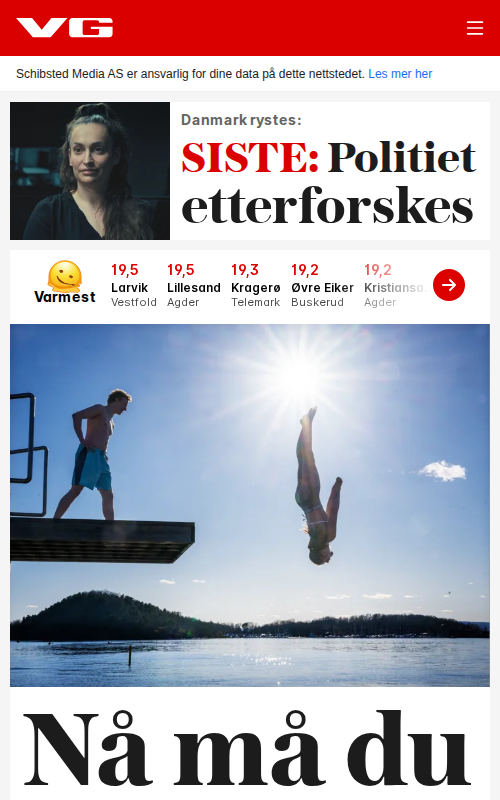 VG
Schibsted Media AS er ansvarlig for dine data på dette nettstedet. Les mer her
Danmark rystes:
SISTE: Politiet
etterforskes
Varmest
19,5
Larvik
Vestfold
19,5
Lillesand
Agder
19,3
Kragerø
Telemark
19,2
Øvre Eiker
Buskerud
19,2
Kristiansa
Agder
Nå må du